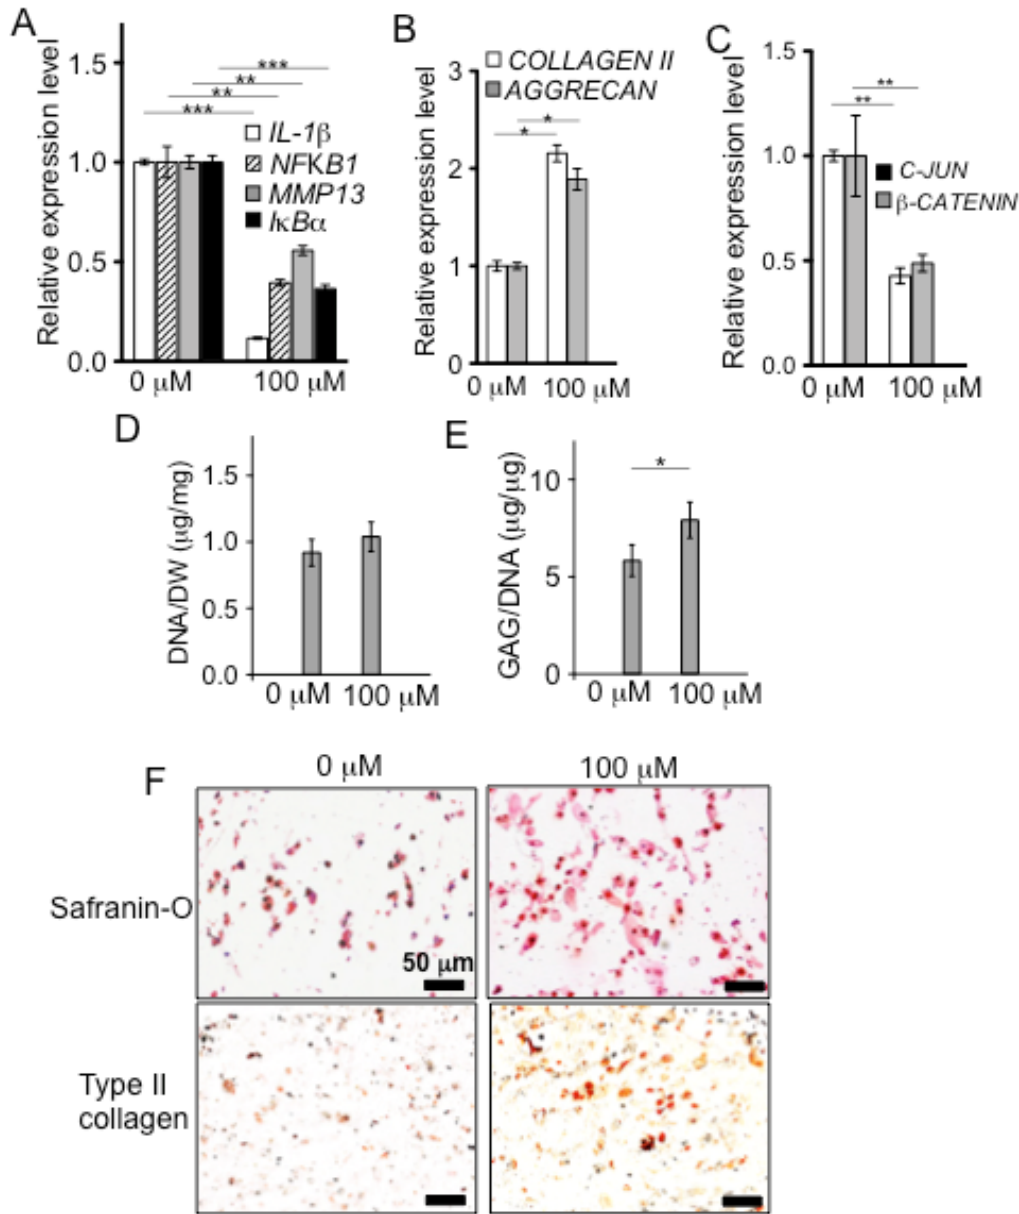 A
Relative expression level
1.5
1.0
0.5
0.0
***
**
**
***
IL-1β
NFKB1
MMP13
IκBα
0 μM
100 μM
B
Relative expression level
3
2
1
0
COLLAGEN II
AGGRECAN
*
*
0 μM
100 μM
C
Relative expression level
1.5
1.0
0.5
0.0
**
**
C-JUN
β-CATENIN
0 μM
100 μM
D
DNA/DW (μg/mg)
1.5
1.0
0.5
0.0
0 μM
100 μM
E
GAG/DNA (μg/μg)
10
5
0
*
0 μM
100 μM
F
0 μM
100 μM
Safranin-O
50 μm
Type II
collagen